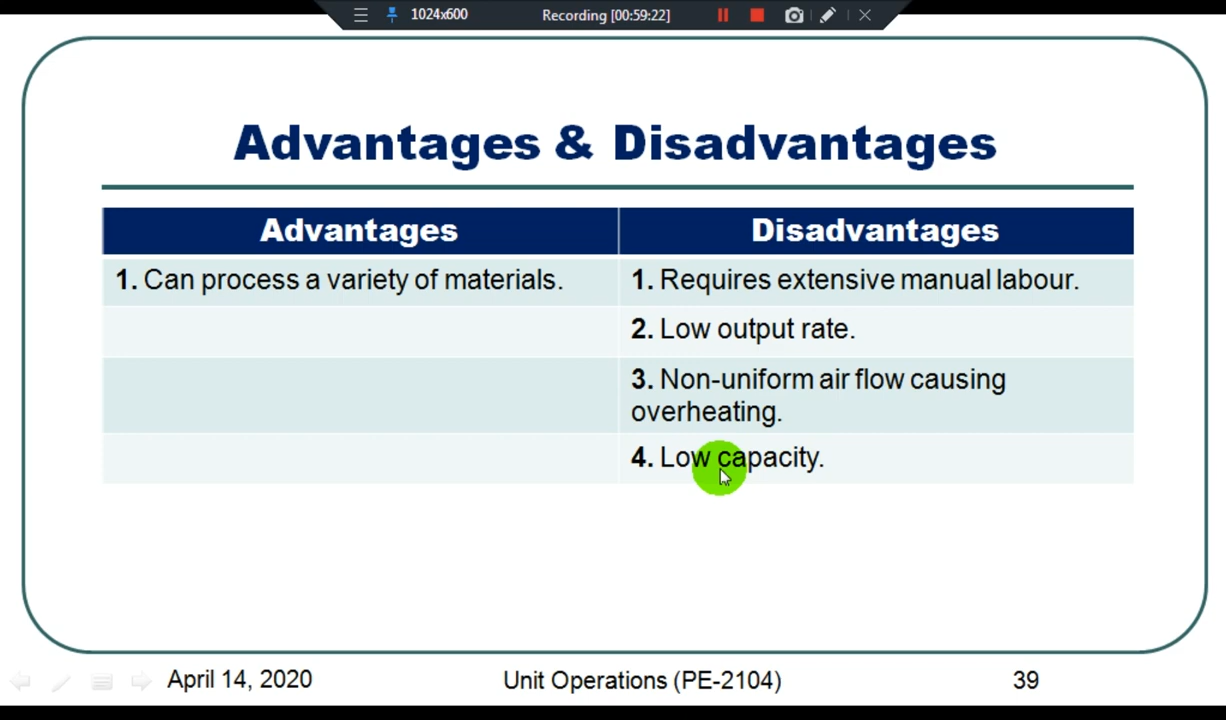 1024x600 Recording [00:59:22]
Advantages & Disadvantages
Advantages Disadvantages
1. Can process a variety of materials. 1. Requires extensive manual labour.
2. Low output rate.
3. Non-uniform air flow causing
overheating.
4. Low capacity.
April 14, 2020 Unit Operations (PE-2104) 39